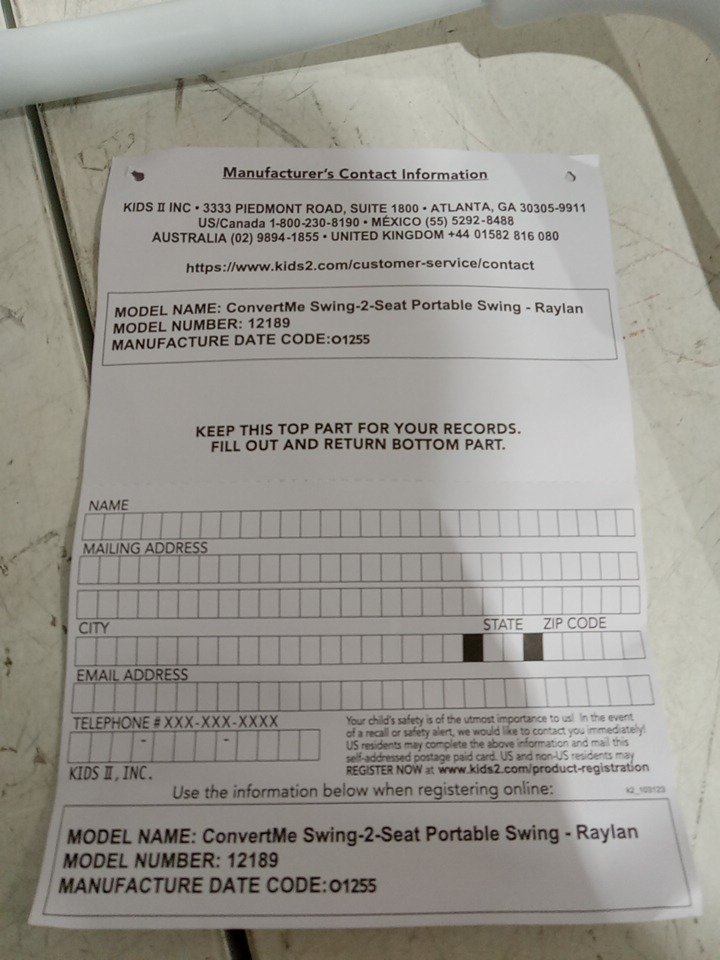 Manufacturer's Contact Information
KIDS II INC • 3333 PIEDMONT ROAD, SUITE 1800 • ATLANTA, GA 30305-9911
US/Canada 1-800-230-8190 • MÉXICO (55) 5292-8488
AUSTRALIA (02) 9894-1855 • UNITED KINGDOM +44 01582 816 080
https://www.kids2.com/customer-service/contact
MODEL NAME: ConvertMe Swing-2-Seat Portable Swing - Raylan
MODEL NUMBER: 12189
MANUFACTURE DATE CODE:O1255
KEEP THIS TOP PART FOR YOUR RECORDS.
FILL OUT AND RETURN BOTTOM PART.
NAME
MAILING ADDRESS
CITY STATE ZIP CODE
EMAIL ADDRESS
TELEPHONE # XXX-XXX-XXXX
- -
KIDS II, INC.
Your child's safety is of the utmost importance to us! In the event
of a recall or safety alert, we would like to contact you immediately!
US residents may complete the above information and mail this
self-addressed postage paid card. US and non-US residents may
REGISTER NOW at www.kids2.com/product-registration
k2_103123
Use the information below when registering online:
MODEL NAME: ConvertMe Swing-2-Seat Portable Swing - Raylan
MODEL NUMBER: 12189
MANUFACTURE DATE CODE:O1255